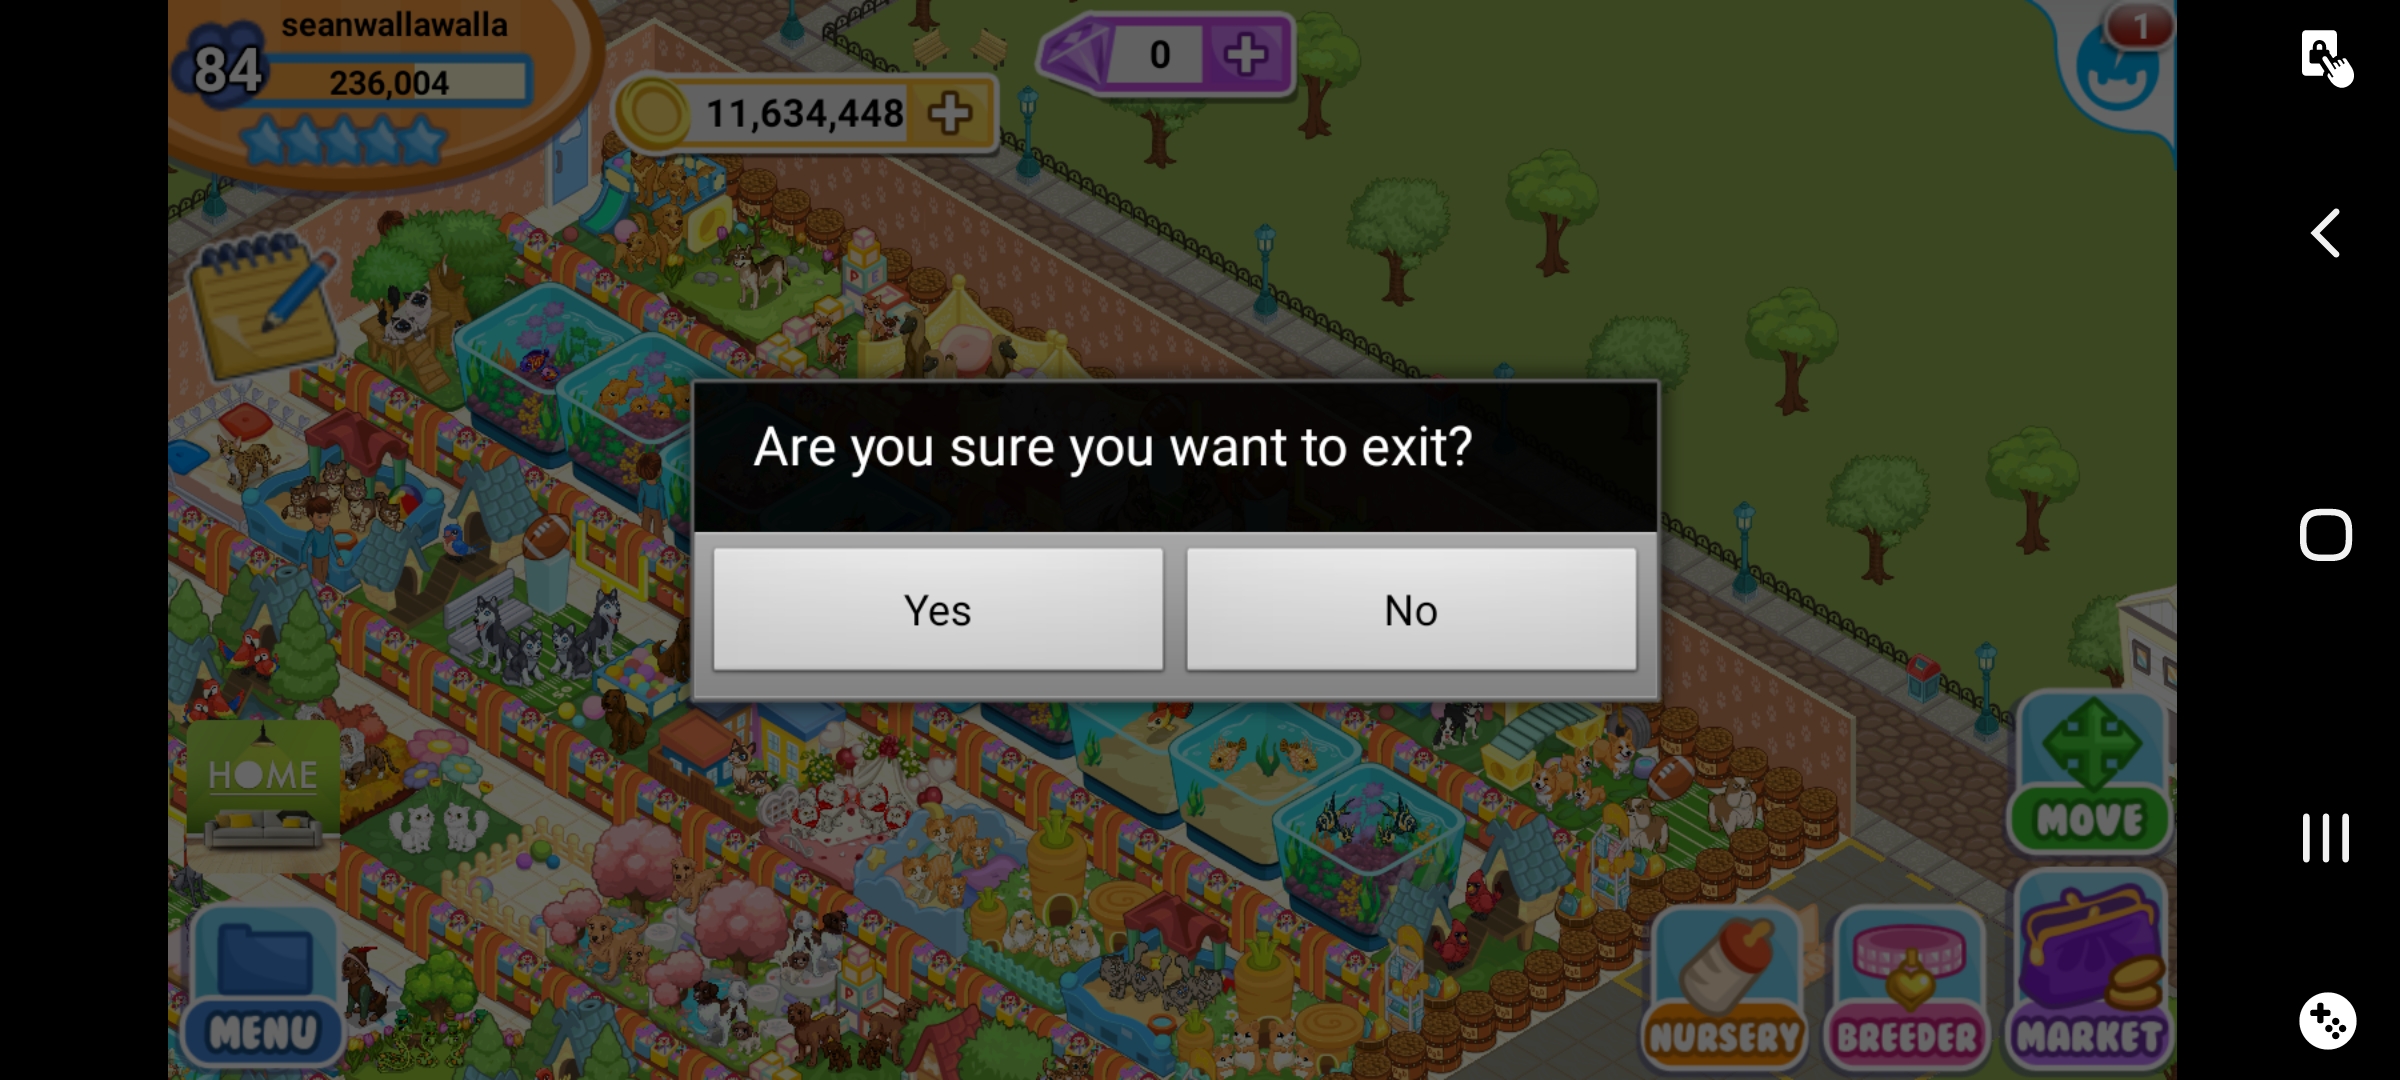 seanwallawalla
84
236,004
11,634,448
0
1
Are you sure you want to exit?
Yes
No
HOME
MOVE
MENU
NURSERY
BREEDER
MARKET